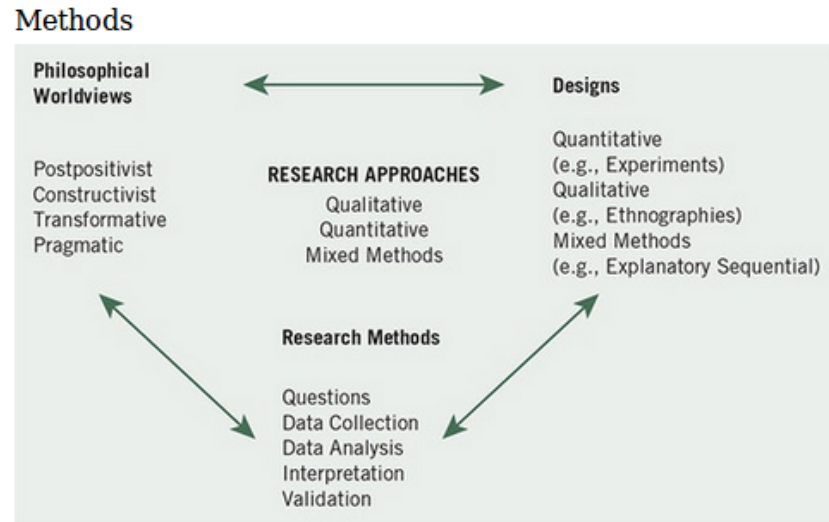 Methods
Philosophical
Worldviews
Postpositivist
Constructivist
Transformative
Pragmatic
RESEARCH APPROACHES
Qualitative
Quantitative
Mixed Methods
Designs
Quantitative
(e.g., Experiments)
Qualitative
(e.g., Ethnographies)
Mixed Methods
(e.g., Explanatory Sequential)
Research Methods
Questions
Data Collection
Data Analysis
Interpretation
Validation